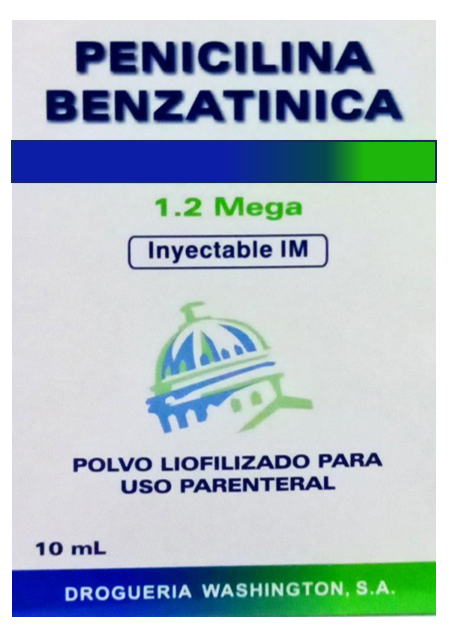 PENICILINA
BENZATINICA
1.2 Mega
Inyectable IM
POLVO LIOFILIZADO PARA
USO PARENTERAL
10 mL
DROGUERIA WASHINGTON, S.A.